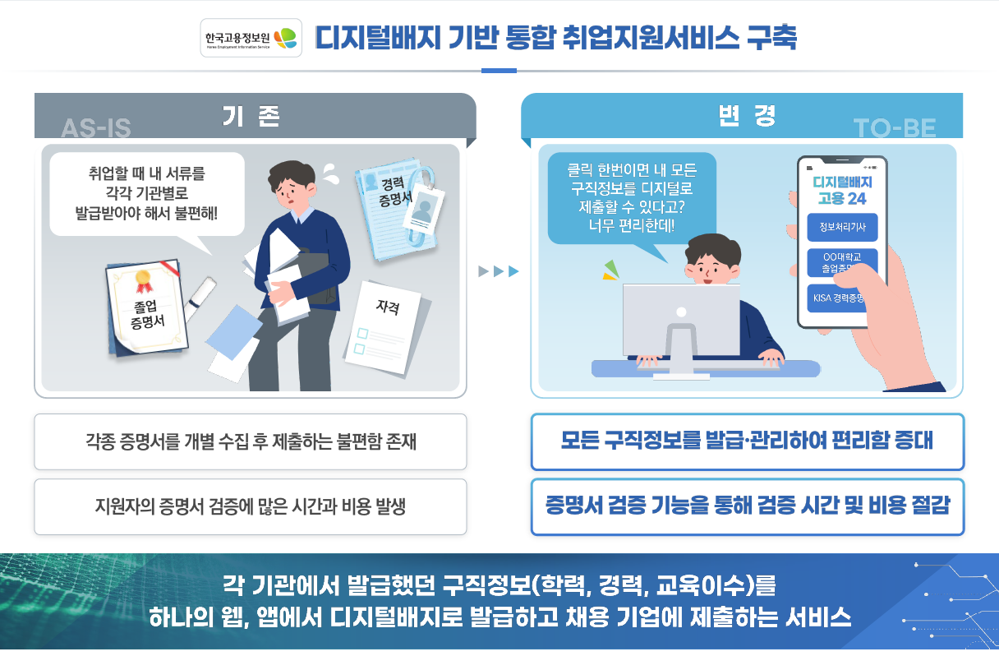 한국고용정보원
Korea Employment Information Service
디지털배지 기반 통합 취업지원서비스 구축
AS-IS
기 존
취업할 때 내 서류를
각각 기관별로
발급받아야 해서 불편해!
경력
증명서
졸업
증명서
자격
변 경
TO-BE
클릭 한번이면 내 모든
구직정보를 디지털로
제출할 수 있다고?
너무 편리한데!
디지털배지
고용 24
정보처리기사
OO대학교
졸업증명
KISA 경력증명
각종 증명서를 개별 수집 후 제출하는 불편함 존재
지원자의 증명서 검증에 많은 시간과 비용 발생
모든 구직정보를 발급·관리하여 편리함 증대
증명서 검증 기능을 통해 검증 시간 및 비용 절감
각 기관에서 발급했던 구직정보(학력, 경력, 교육이수)를
하나의 웹, 앱에서 디지털배지로 발급하고 채용 기업에 제출하는 서비스